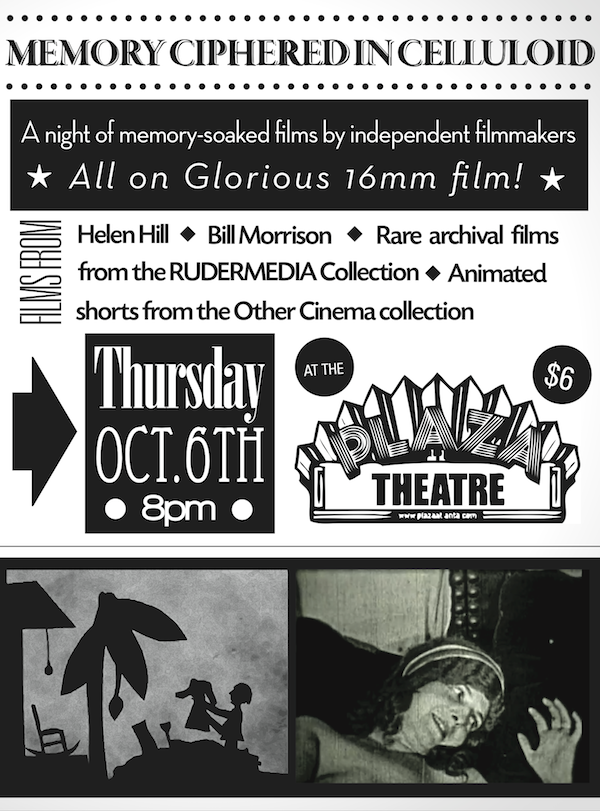 MEMORY CIPHERED IN CELLULOID
A night of memory-soaked films by independent filmmakers
★ All on Glorious 16mm film! ★
FILMS FROM
Helen Hill ◆ Bill Morrison ◆ Rare archival films
from the RUDERMEDIA Collection ◆ Animated
shorts from the Other Cinema collection
Thursday
OCT. 6TH
● 8pm ●
AT THE
$6
PLAZA
THEATRE
www.plazaatlanta.com